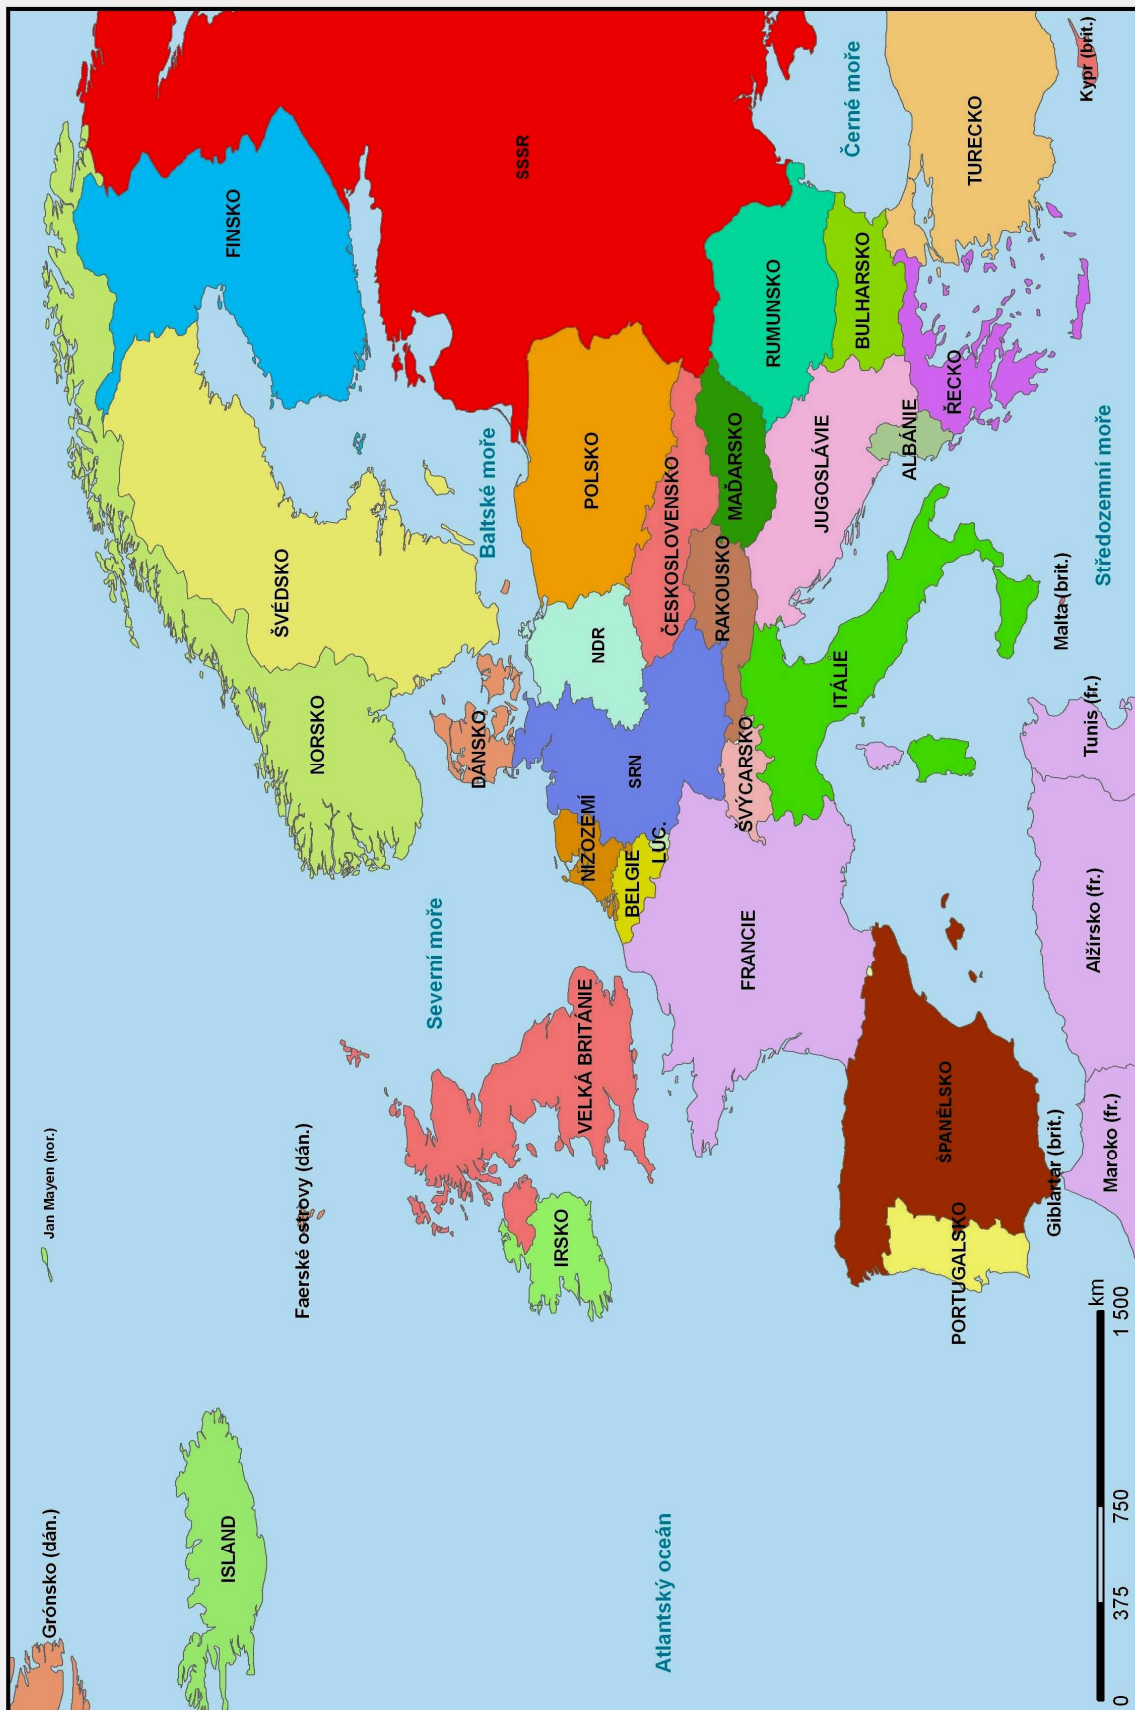 Grónsko (dán.)
Jan Mayen (nor.)
ISLAND
Faerské ostrovy (dán.)
NORSKO
ŠVÉDSKO
FINSKO
SSSR
Severní moře
Baltské moře
DÁNSKO
IRSKO
VELKÁ BRITÁNIE
NIZOZEMÍ
BELGIE
LUC.
SRN
NDR
POLSKO
ČESKOSLOVENSKO
Atlantský oceán
FRANCIE
ŠVÝCARSKO
RAKOUSKO
MAĎARSKO
RUMUNSKO
ITÁLIE
JUGOSLÁVIE
BULHARSKO
Černé moře
ALBÁNIE
ŘECKO
TURECKO
PORTUGALSKO
ŠPANĚLSKO
Giblartar (brit.)
Malta (brit.)
Kypr (brit.)
Středozemní moře
Maroko (fr.)
Alžírsko (fr.)
Tunis (fr.)
km
0 375 750 1 500